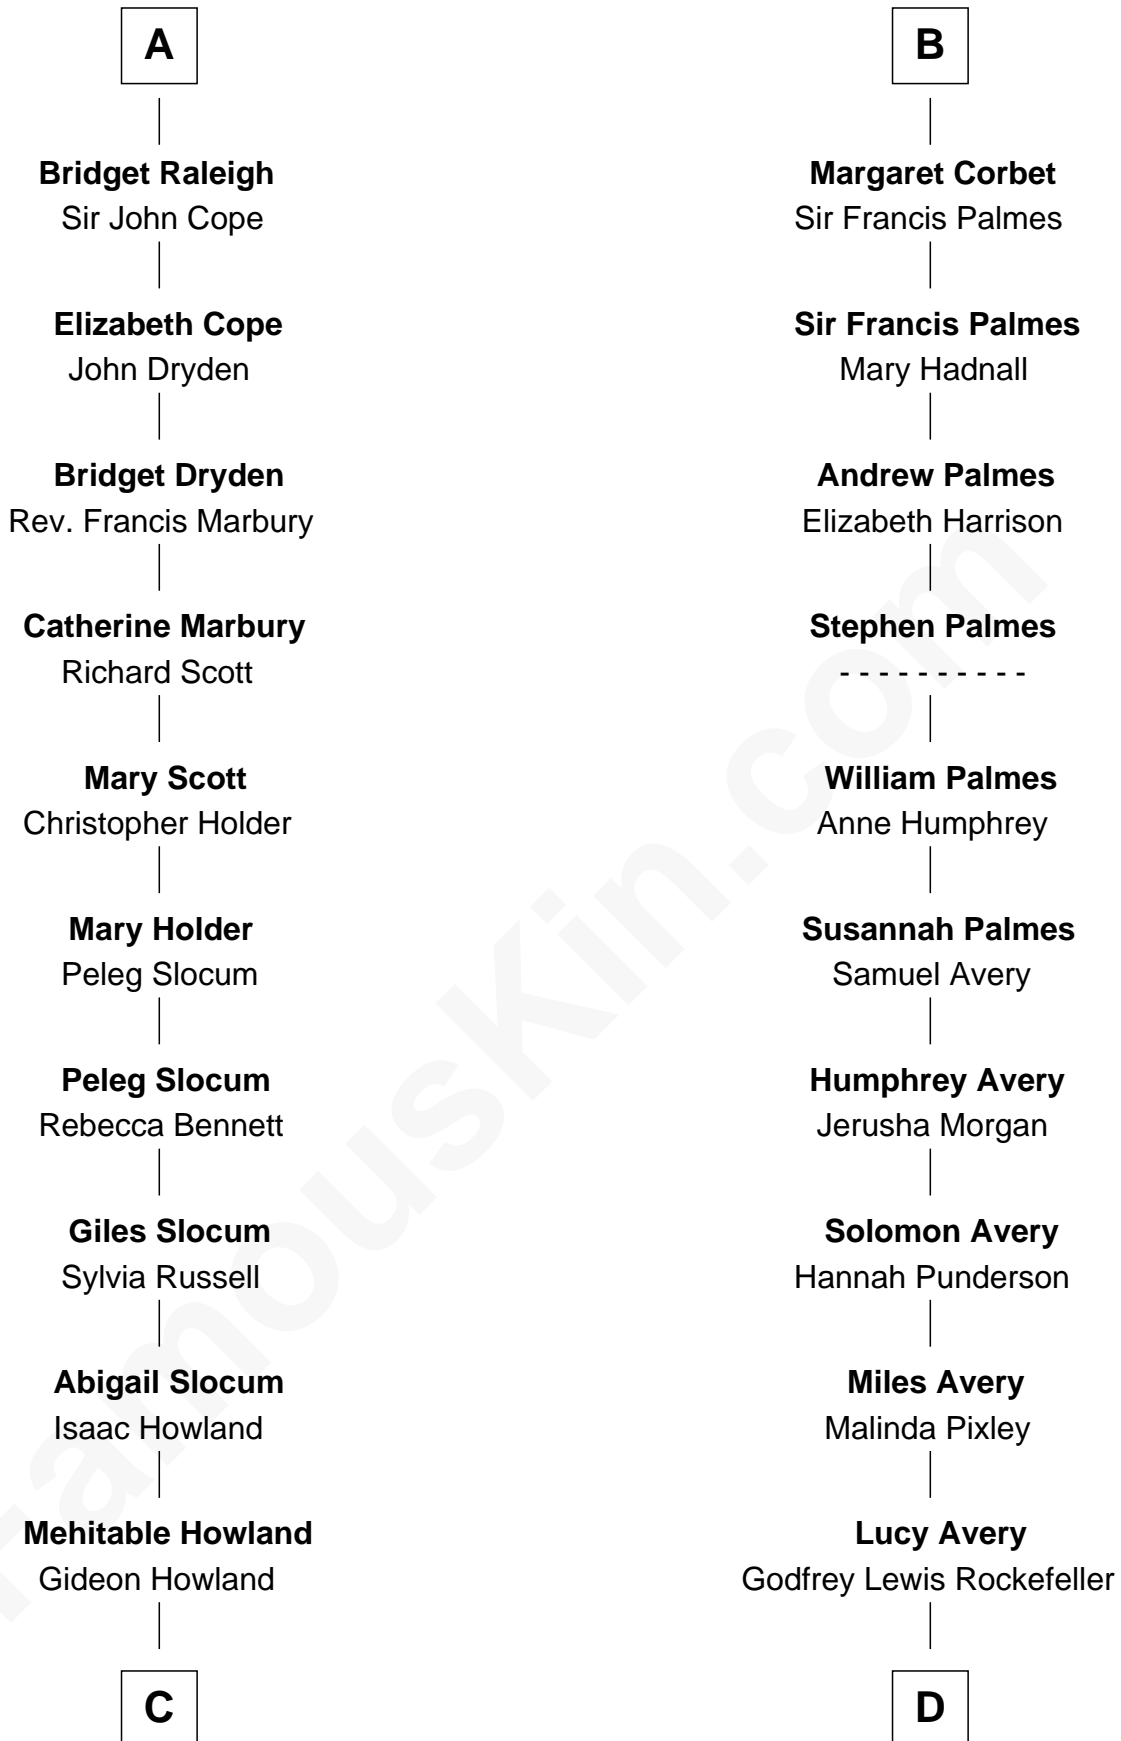 A
Bridget Raleigh
Sir John Cope
Elizabeth Cope
John Dryden
Bridget Dryden
Rev. Francis Marbury
Catherine Marbury
Richard Scott
Mary Scott
Christopher Holder
Mary Holder
Peleg Slocum
Peleg Slocum
Rebecca Bennett
Giles Slocum
Sylvia Russell
Abigail Slocum
Isaac Howland
Mehitable Howland
Gideon Howland
C
B
Margaret Corbet
Sir Francis Palmes
Sir Francis Palmes
Mary Hadnall
Andrew Palmes
Elizabeth Harrison
Stephen Palmes
- - - - - - - - - -
William Palmes
Anne Humphrey
Susannah Palmes
Samuel Avery
Humphrey Avery
Jerusha Morgan
Solomon Avery
Hannah Punderson
Miles Avery
Malinda Pixley
Lucy Avery
Godfrey Lewis Rockefeller
D
FamousKin.com